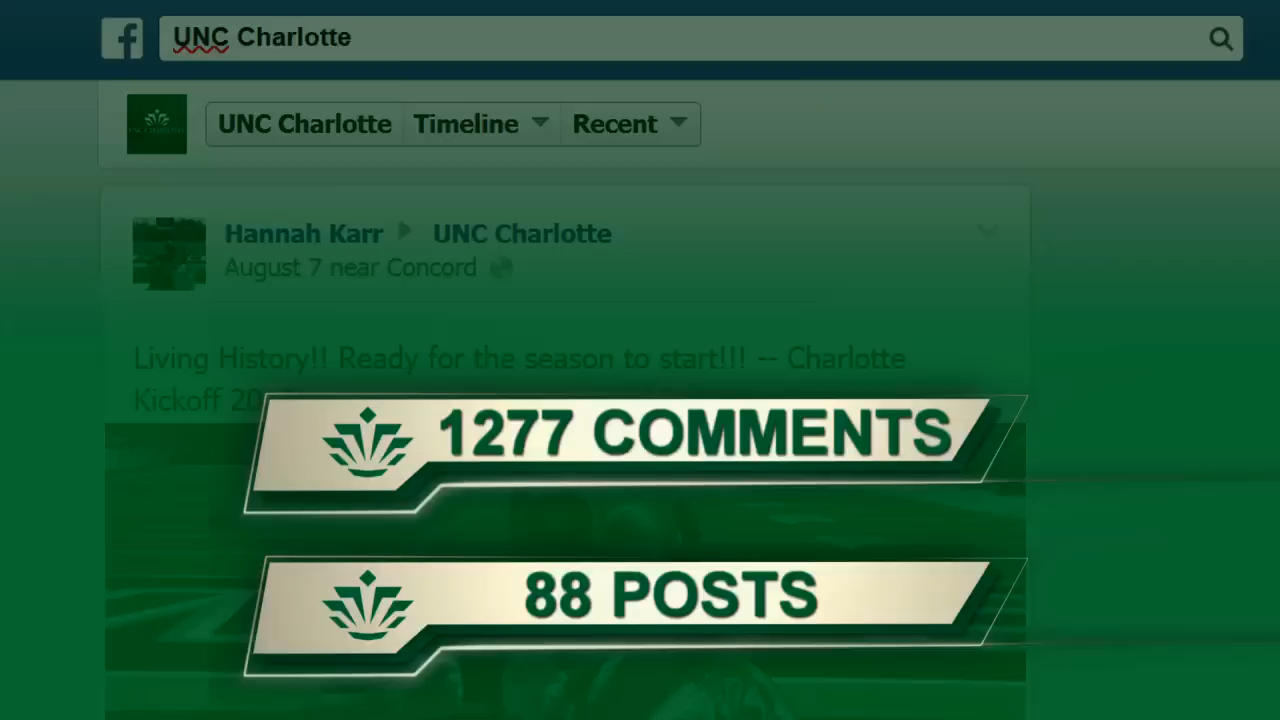 UNC Charlotte
UNC Charlotte Timeline Recent
Hannah Karr UNC Charlotte
August 7 near Concord
Living History!! Ready for the season to start!!! -- Charlotte
Kickoff
1277 COMMENTS
88 POSTS